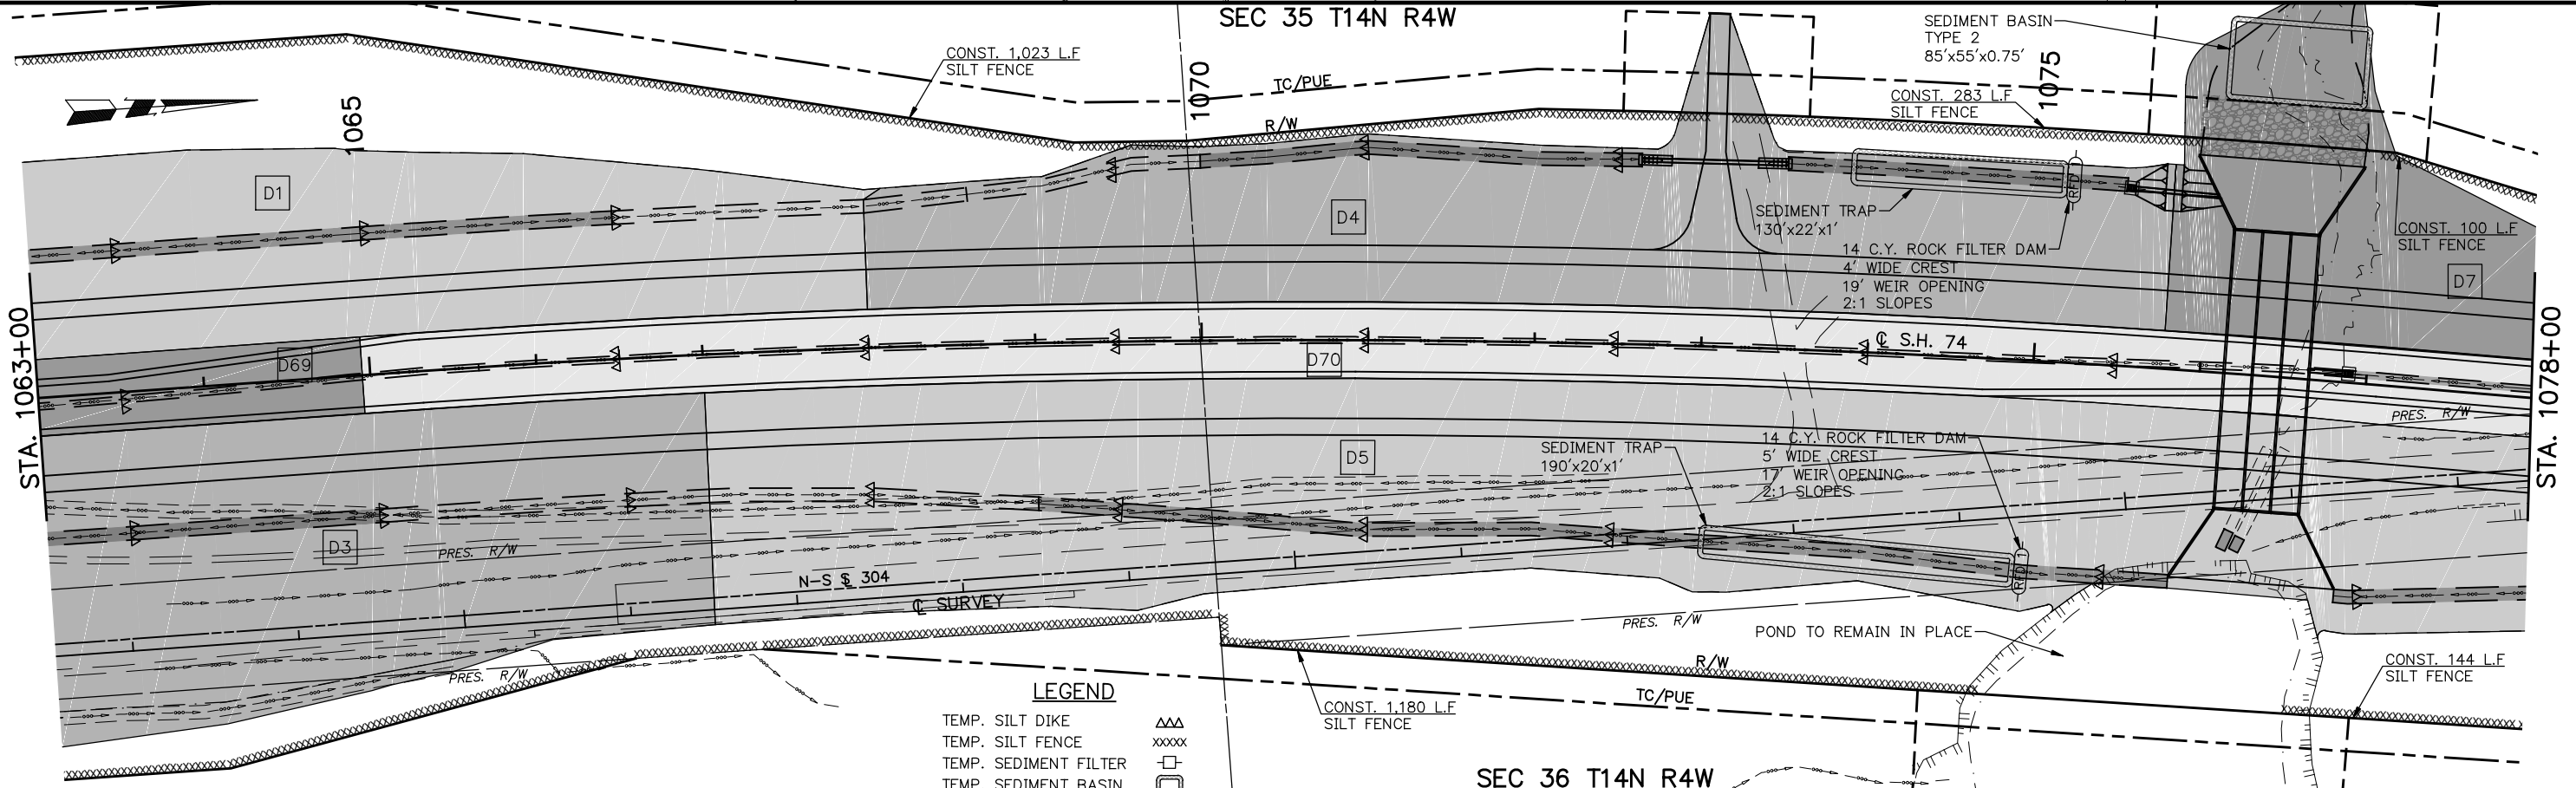 SEC 35 T14N R4W
SEDIMENT BASIN
TYPE 2
85'x55'x0.75'
CONST. 1,023 L.F
SILT FENCE
1065
1070
TC/PUE
1075
CONST. 283 L.F
SILT FENCE
R/W
D1
D4
SEDIMENT TRAP
130'x22'x1'
RFD
14 C.Y. ROCK FILTER DAM
4' WIDE CREST
19' WEIR OPENING
2:1 SLOPES
CONST. 100 L.F
SILT FENCE
D7
STA. 1063+00
STA. 1078+00
D69
D70
℄ S.H. 74
PRES. R/W
D5
SEDIMENT TRAP
190'x20'x1'
14 C.Y. ROCK FILTER DAM
5' WIDE CREST
17' WEIR OPENING
2:1 SLOPES
D3
PRES. R/W
RFD 1
N-S 304
℄ SURVEY
PRES. R/W
POND TO REMAIN IN PLACE
PRES. R/W
R/W
TC/PUE
CONST. 144 L.F
SILT FENCE
CONST. 1,180 L.F
SILT FENCE
LEGEND
TEMP. SILT DIKE
TEMP. SILT FENCE
TEMP. SEDIMENT FILTER
TEMP. SEDIMENT BASIN
SEC 36 T14N R4W